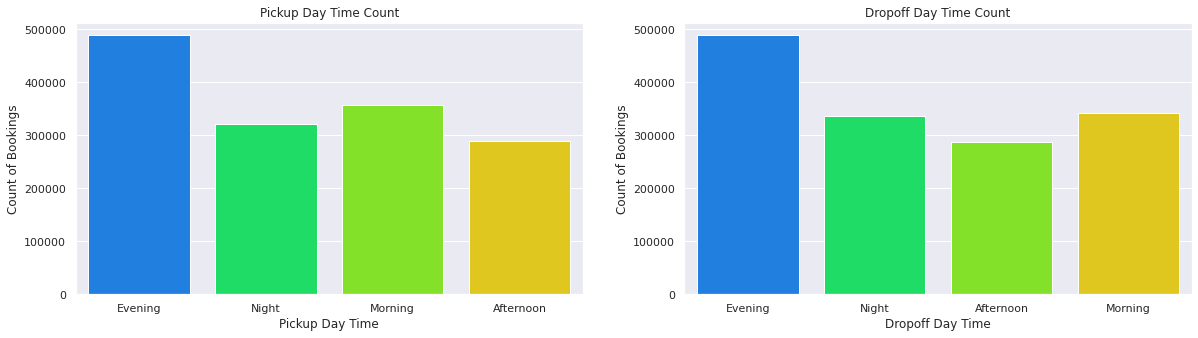 Pickup Day Time Count
500000
400000
300000
200000
100000
0
Count of Bookings
Evening Night Morning Afternoon
Pickup Day Time
Dropoff Day Time Count
500000
400000
300000
200000
100000
0
Count of Bookings
Evening Night Afternoon Morning
Dropoff Day Time